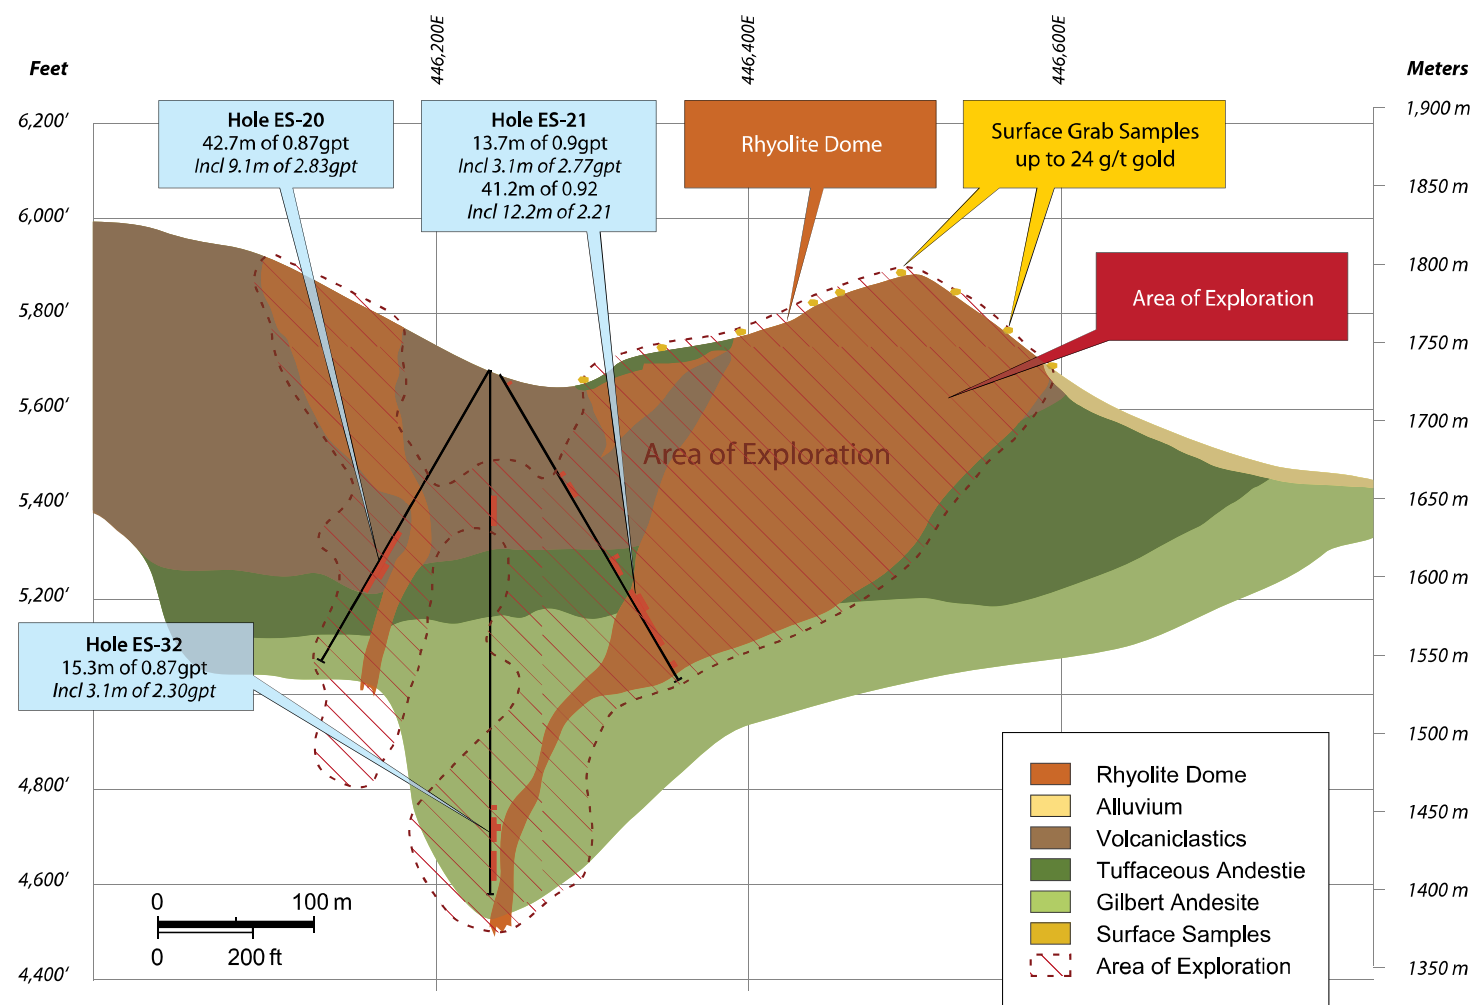 446,200E
446,400E
446,600E
Feet
Meters
6,200'
6,000'
5,800'
5,600'
5,400'
5,200'
4,800'
4,600'
4,400'
1,900 m
1850 m
1800 m
1750 m
1700 m
1650 m
1600 m
1550 m
1500 m
1450 m
1400 m
1350 m
Hole ES-20
42.7m of 0.87gpt
Incl 9.1m of 2.83gpt
Hole ES-21
13.7m of 0.9gpt
Incl 3.1m of 2.77gpt
41.2m of 0.92
Incl 12.2m of 2.21
Rhyolite Dome
Surface Grab Samples
up to 24 g/t gold
Area of Exploration
Area of Exploration
Hole ES-32
15.3m of 0.87gpt
Incl 3.1m of 2.30gpt
0 100 m
0 200 ft
Rhyolite Dome
Alluvium
Volcaniclastics
Tuffaceous Andestie
Gilbert Andesite
Surface Samples
Area of Exploration